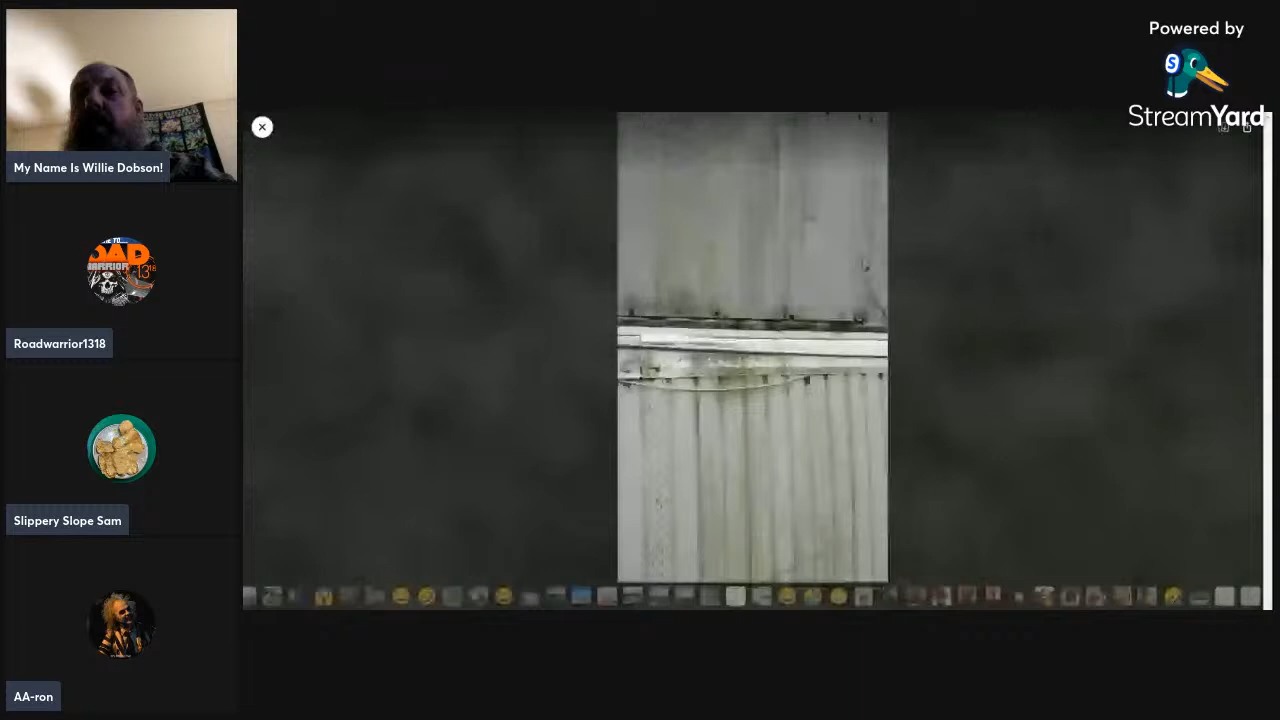 Powered by
StreamYard
My Name Is Willie Dobson!
Roadwarrior1318
Slippery Slope Sam
AA-ron